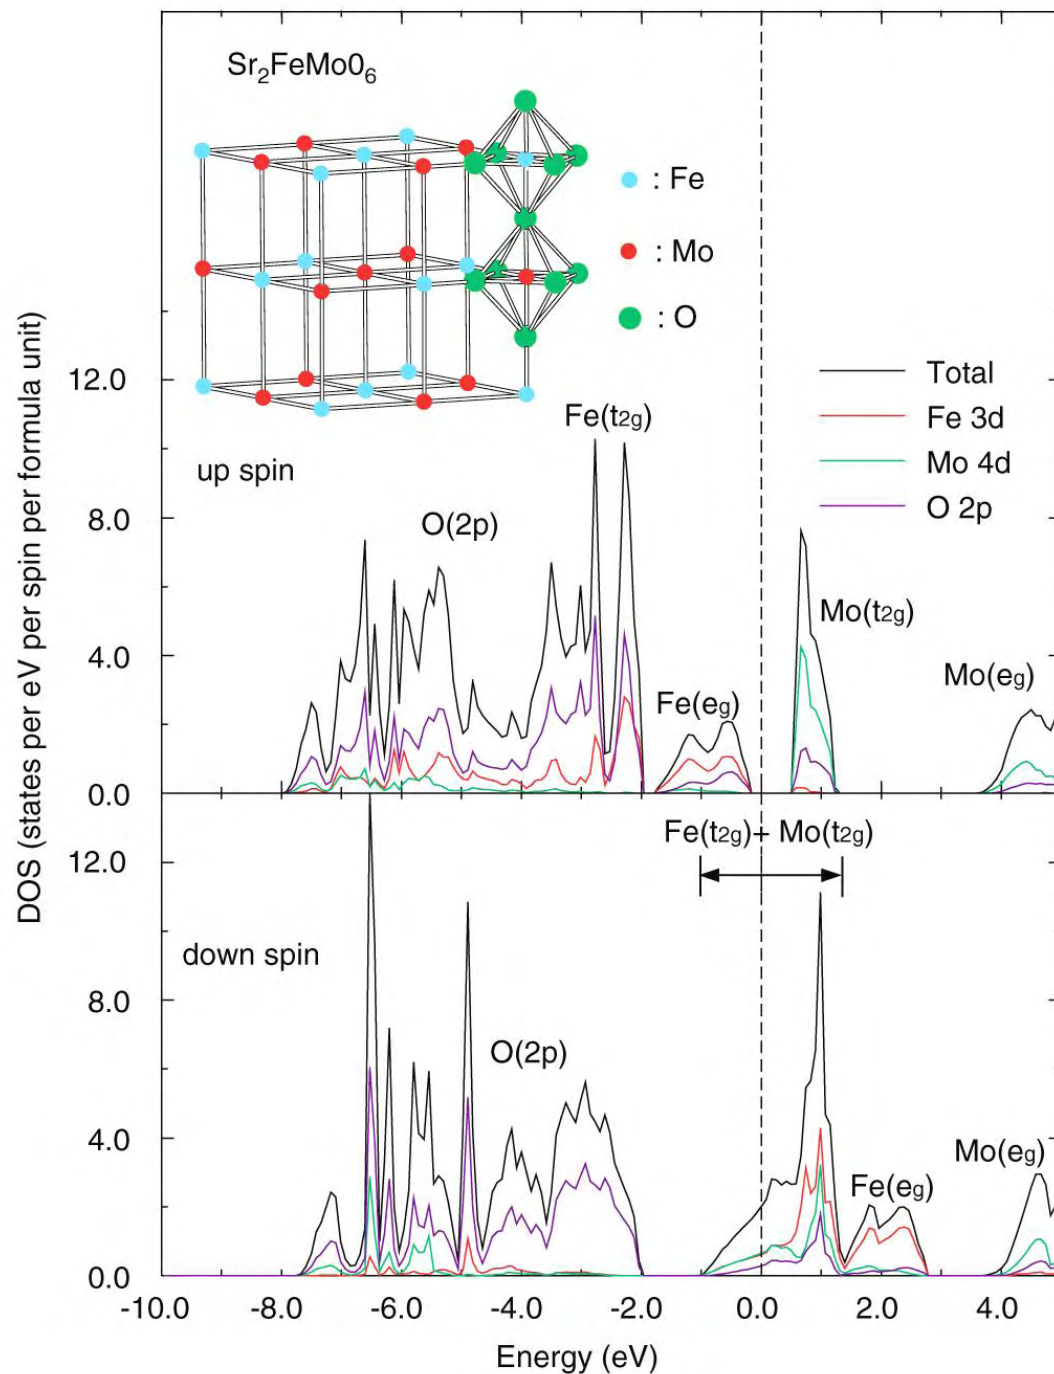 Sr₂FeMo0₆
: Fe
: Mo
: O
12.0
8.0
4.0
0.0
up spin
O(2p)
Fe(t2g)
Fe(eg)
Total
Fe 3d
Mo 4d
O 2p
Mo(t2g)
Mo(eg)
DOS (states per eV per spin per formula unit)
Fe(t2g)+ Mo(t2g)
12.0
8.0
4.0
0.0
down spin
O(2p)
Fe(eg)
Mo(eg)
-10.0 -8.0 -6.0 -4.0 -2.0 0.0 2.0 4.0
Energy (eV)